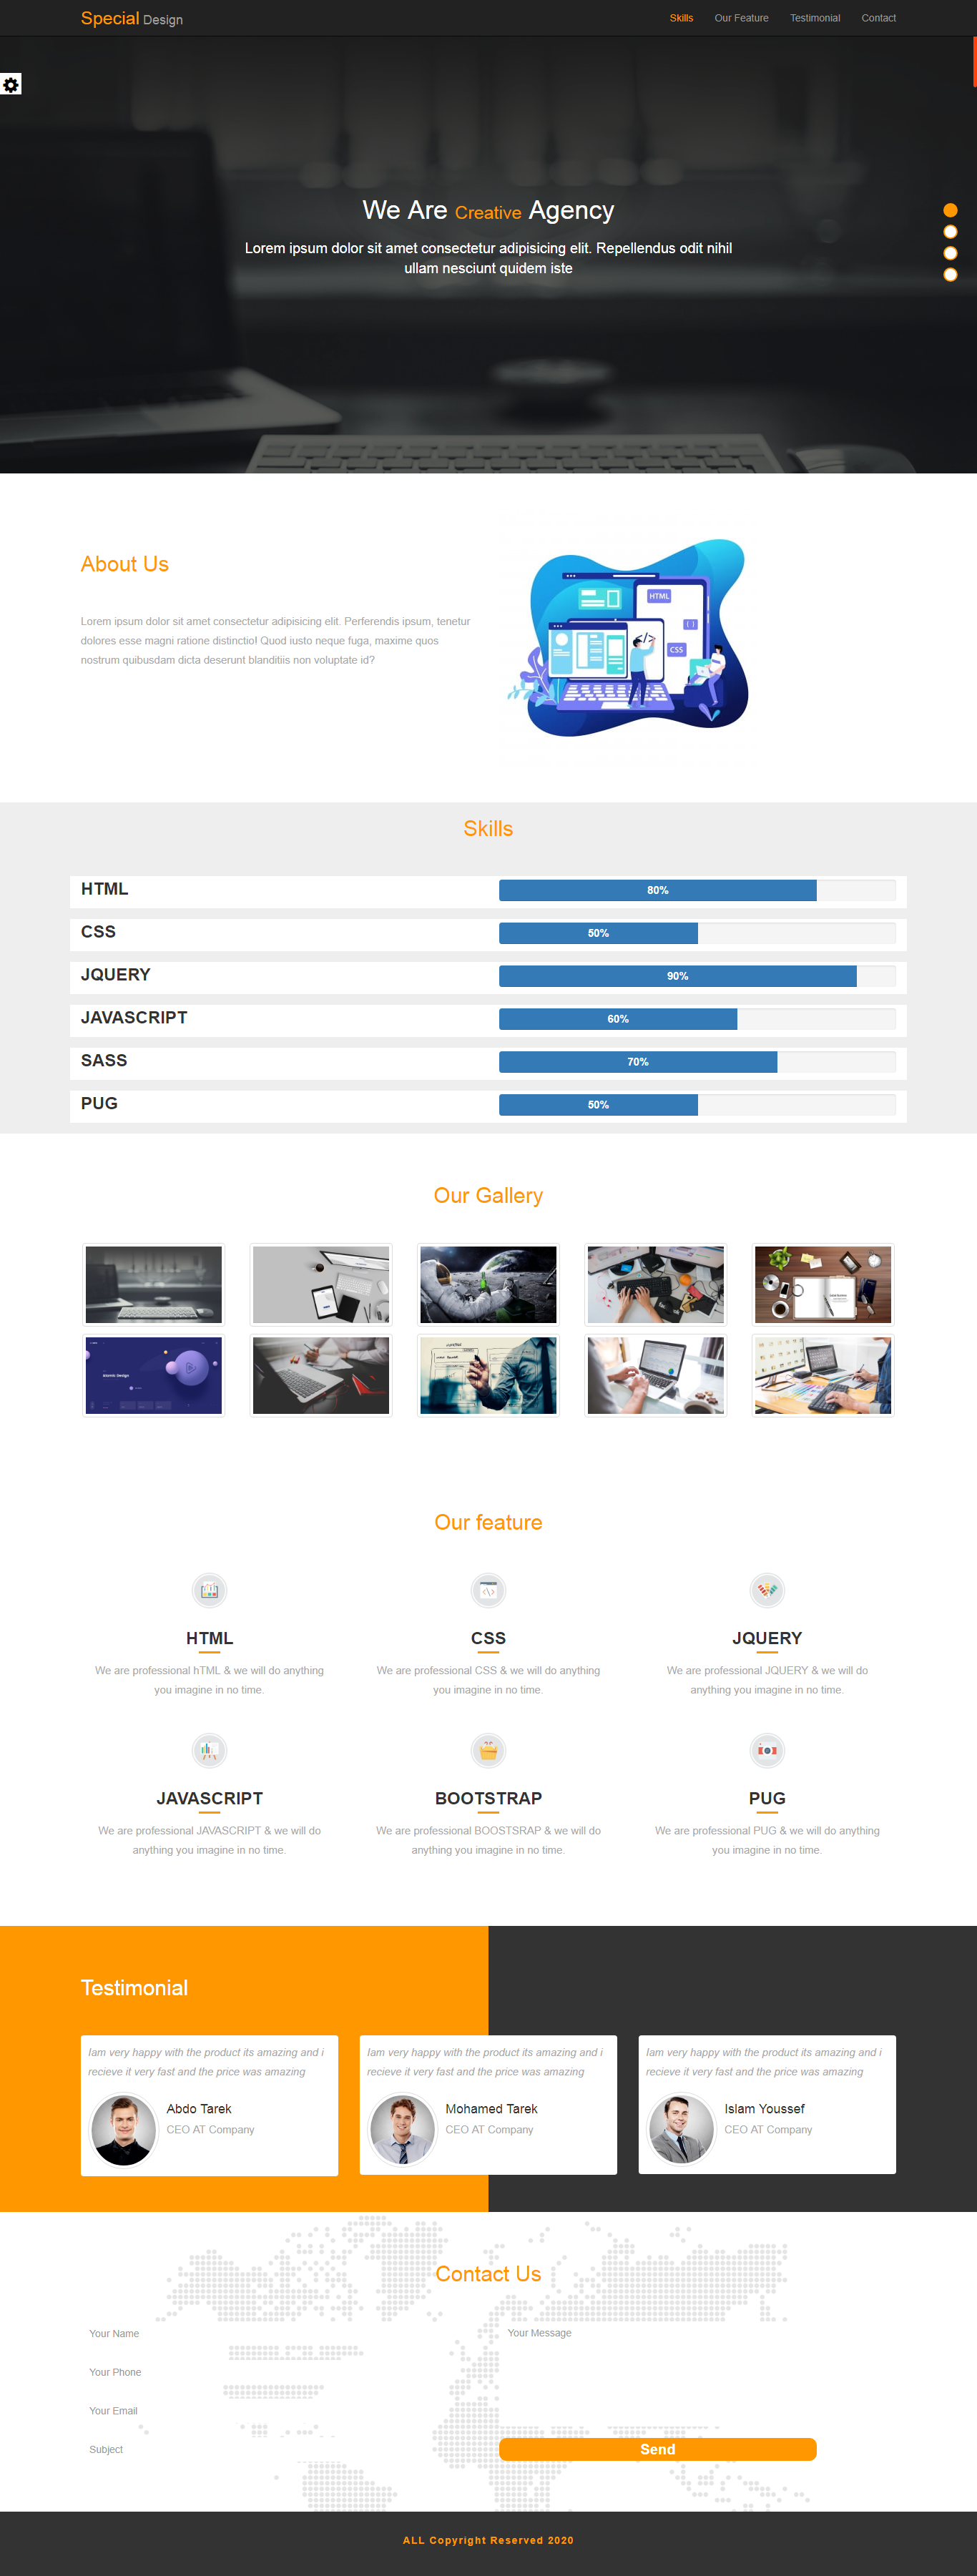 Special Design
Skills
Our Feature
Testimonial
Contact
We Are Creative Agency
Lorem ipsum dolor sit amet consectetur adipisicing elit. Repellendus odit nihil
ullam nesciunt quidem iste
About Us
Lorem ipsum dolor sit amet consectetur adipisicing elit. Perferendis ipsum, tenetur
dolores esse magni ratione distinctio! Quod iusto neque fuga, maxime quos
nostrum quibusdam dicta deserunt blanditiis non voluptate id?
HTML
CSS
Skills
HTML
80%
CSS
50%
JQUERY
90%
JAVASCRIPT
60%
SASS
70%
PUG
50%
Our Gallery
Our feature
HTML
We are professional hTML & we will do anything
you imagine in no time.
CSS
We are professional CSS & we will do anything
you imagine in no time.
JQUERY
We are professional JQUERY & we will do
anything you imagine in no time.
JAVASCRIPT
We are professional JAVASCRIPT & we will do
anything you imagine in no time.
BOOTSTRAP
We are professional BOOSTSRAP & we will do
anything you imagine in no time.
PUG
We are professional PUG & we will do anything
you imagine in no time.
Testimonial
Iam very happy with the product its amazing and i
recieve it very fast and the price was amazing
Abdo Tarek
CEO AT Company
Iam very happy with the product its amazing and i
recieve it very fast and the price was amazing
Mohamed Tarek
CEO AT Company
Iam very happy with the product its amazing and i
recieve it very fast and the price was amazing
Islam Youssef
CEO AT Company
Contact Us
Your Name
Your Phone
Your Email
Subject
Your Message
Send
ALL Copyright Reserved 2020